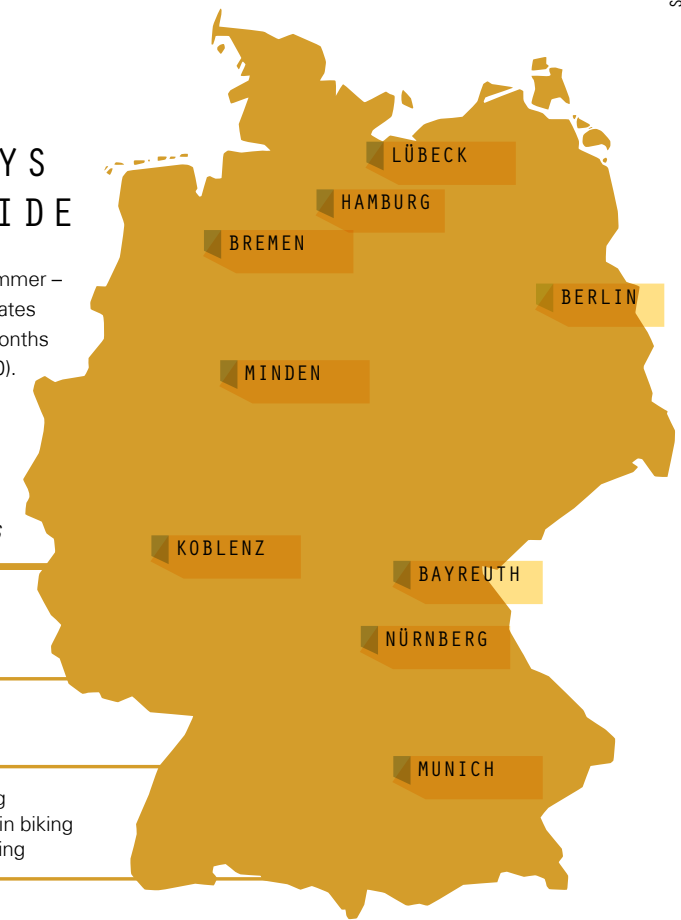 YS
IDE
mmer –
ates
onths
0).
LÜBECK
HAMBURG
BREMEN
BERLIN
MINDEN
KOBLENZ
BAYREUTH
NÜRNBERG
MUNICH
g
in biking
ing